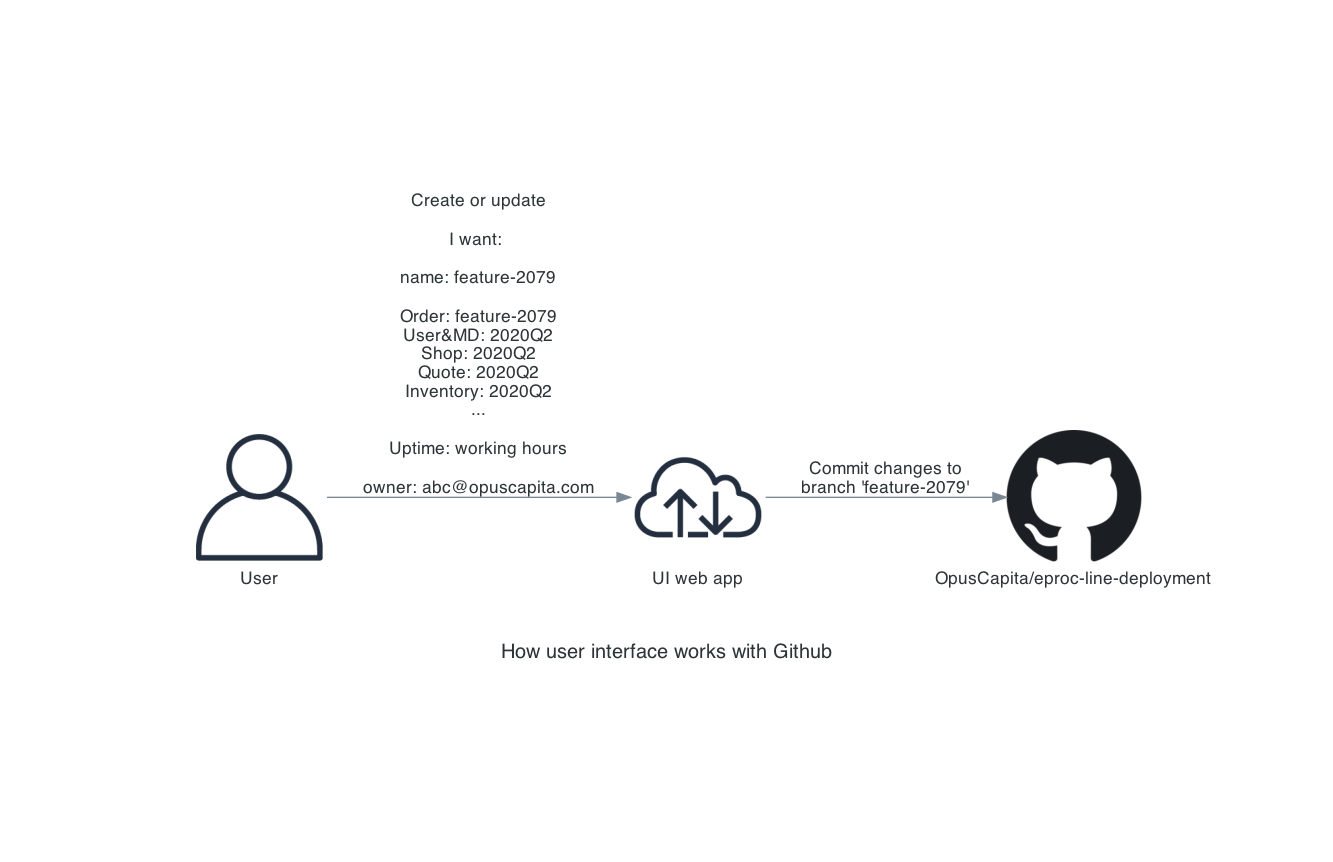 Create or update
I want:
name: feature-2079
Order: feature-2079
User&MD: 2020Q2
Shop: 2020Q2
Quote: 2020Q2
Inventory: 2020Q2
...
Uptime: working hours
owner: abc@opuscapita.com
Commit changes to
branch 'feature-2079'
User
UI web app
OpusCapita/eproc-line-deployment
How user interface works with Github